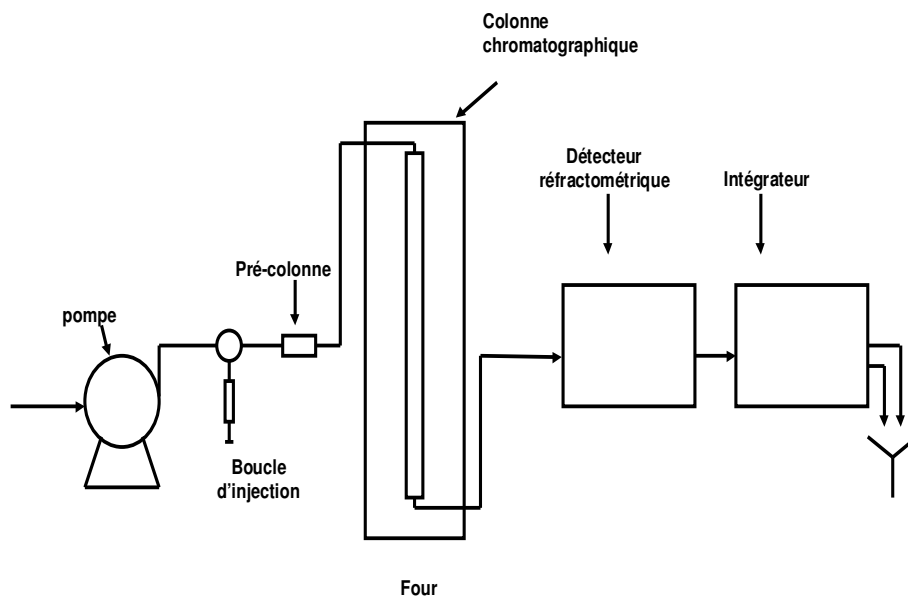 Colonne
chromatographique
Détecteur
réfractométrique
Intégrateur
Pré-colonne
pompe
Boucle
d'injection
Four